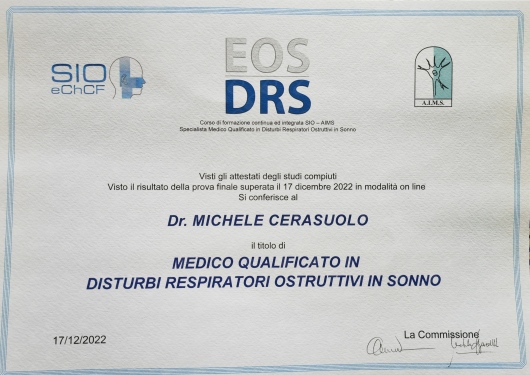 SIO
eChCF
EOS
DRS
A.I.M.S.
Corso di formazione continua ed integrata SIO – AIMS
Specialista Medico Qualificato in Disturbi Respiratori Ostruttivi in Sonno
Visti gli attestati degli studi compiuti
Visto il risultato della prova finale superata il 17 dicembre 2022 in modalità on line
Si conferisce al
Dr. MICHELE CERASUOLO
il titolo di
MEDICO QUALIFICATO IN
DISTURBI RESPIRATORI OSTRUTTIVI IN SONNO
17/12/2022
La Commissione